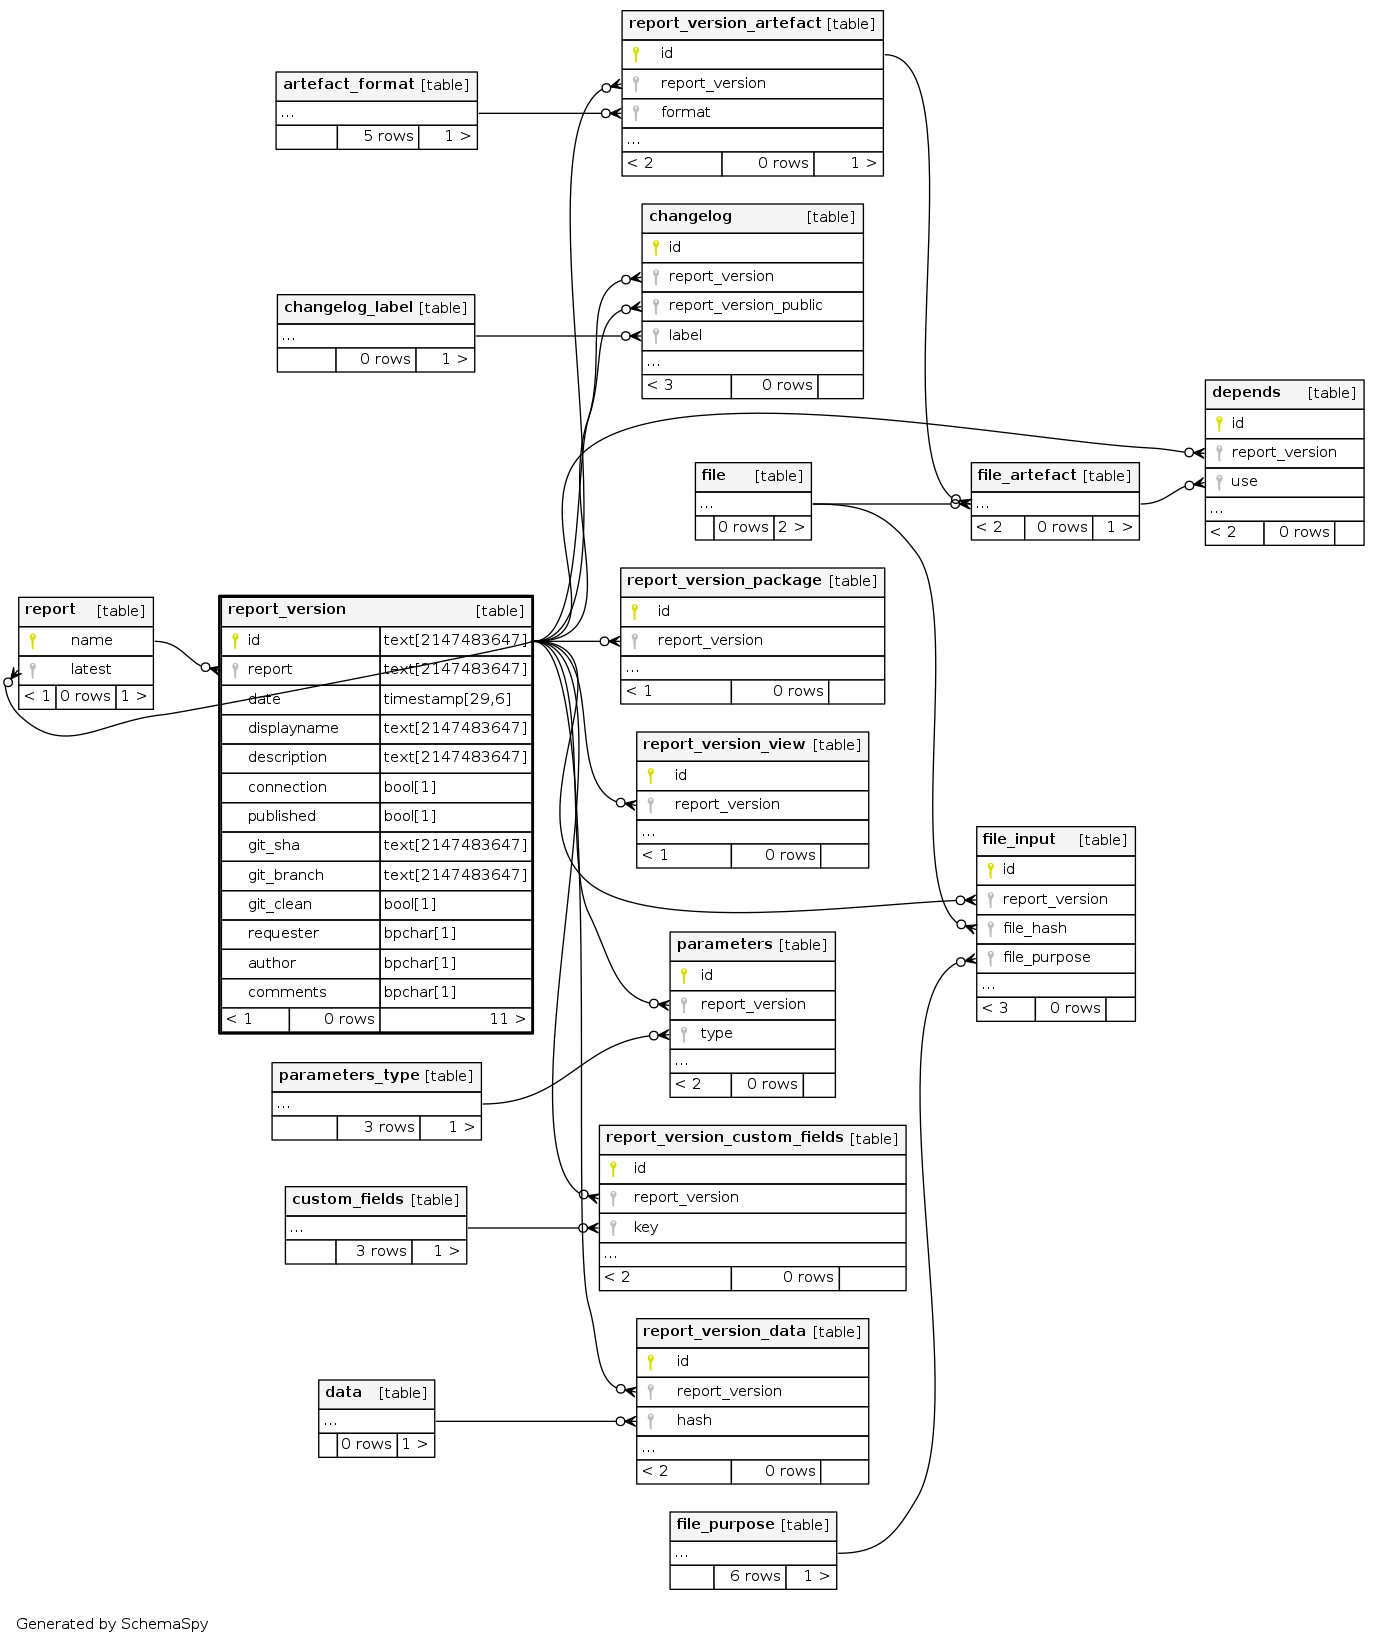 report_version_artefact [table]
id
report_version
format
...
< 2 0 rows 1 >
artefact_format [table]
...
5 rows 1 >
changelog [table]
id
report_version
report_version_public
label
...
< 3 0 rows
changelog_label [table]
...
0 rows 1 >
depends [table]
id
report_version
use
...
< 2 0 rows
file [table]
...
0 rows 2 >
file_artefact [table]
...
< 2 0 rows 1 >
report_version_package [table]
id
report_version
...
< 1 0 rows
report [table]
name
latest
< 1 0 rows 1 >
report_version [table]
id text[2147483647]
report text[2147483647]
date timestamp[29,6]
displayname text[2147483647]
description text[2147483647]
connection bool[1]
published bool[1]
git_sha text[2147483647]
git_branch text[2147483647]
git_clean bool[1]
requester bpchar[1]
author bpchar[1]
comments bpchar[1]
< 1 0 rows 11 >
report_version_view [table]
id
report_version
...
< 1 0 rows
file_input [table]
id
report_version
file_hash
file_purpose
...
< 3 0 rows
parameters [table]
id
report_version
type
...
< 2 0 rows
parameters_type [table]
...
3 rows 1 >
report_version_custom_fields [table]
id
report_version
key
...
< 2 0 rows
custom_fields [table]
...
3 rows 1 >
report_version_data [table]
id
report_version
hash
...
< 2 0 rows
data [table]
...
0 rows 1 >
file_purpose [table]
...
6 rows 1 >
Generated by SchemaSpy